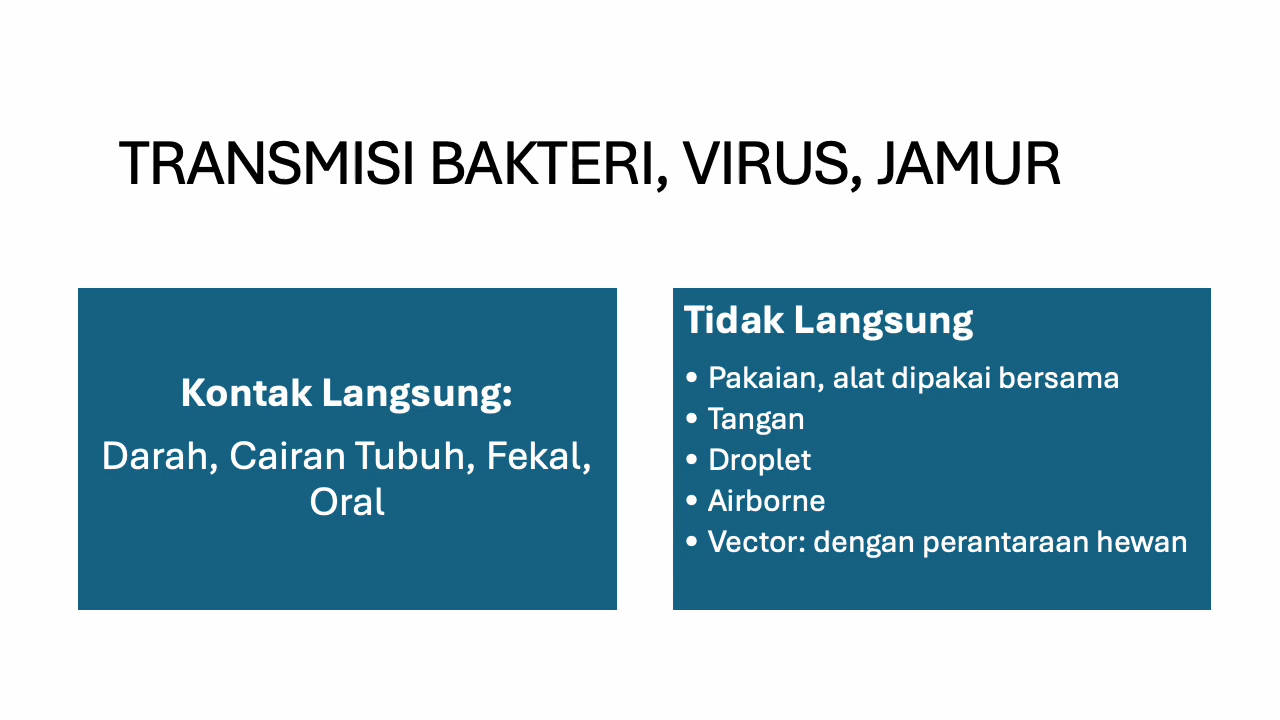 TRANSMISI BAKTERI, VIRUS, JAMUR
Kontak Langsung:
Darah, Cairan Tubuh, Fekal,
Oral
Tidak Langsung
• Pakaian, alat dipakai bersama
• Tangan
• Droplet
• Airborne
• Vector: dengan perantaraan hewan